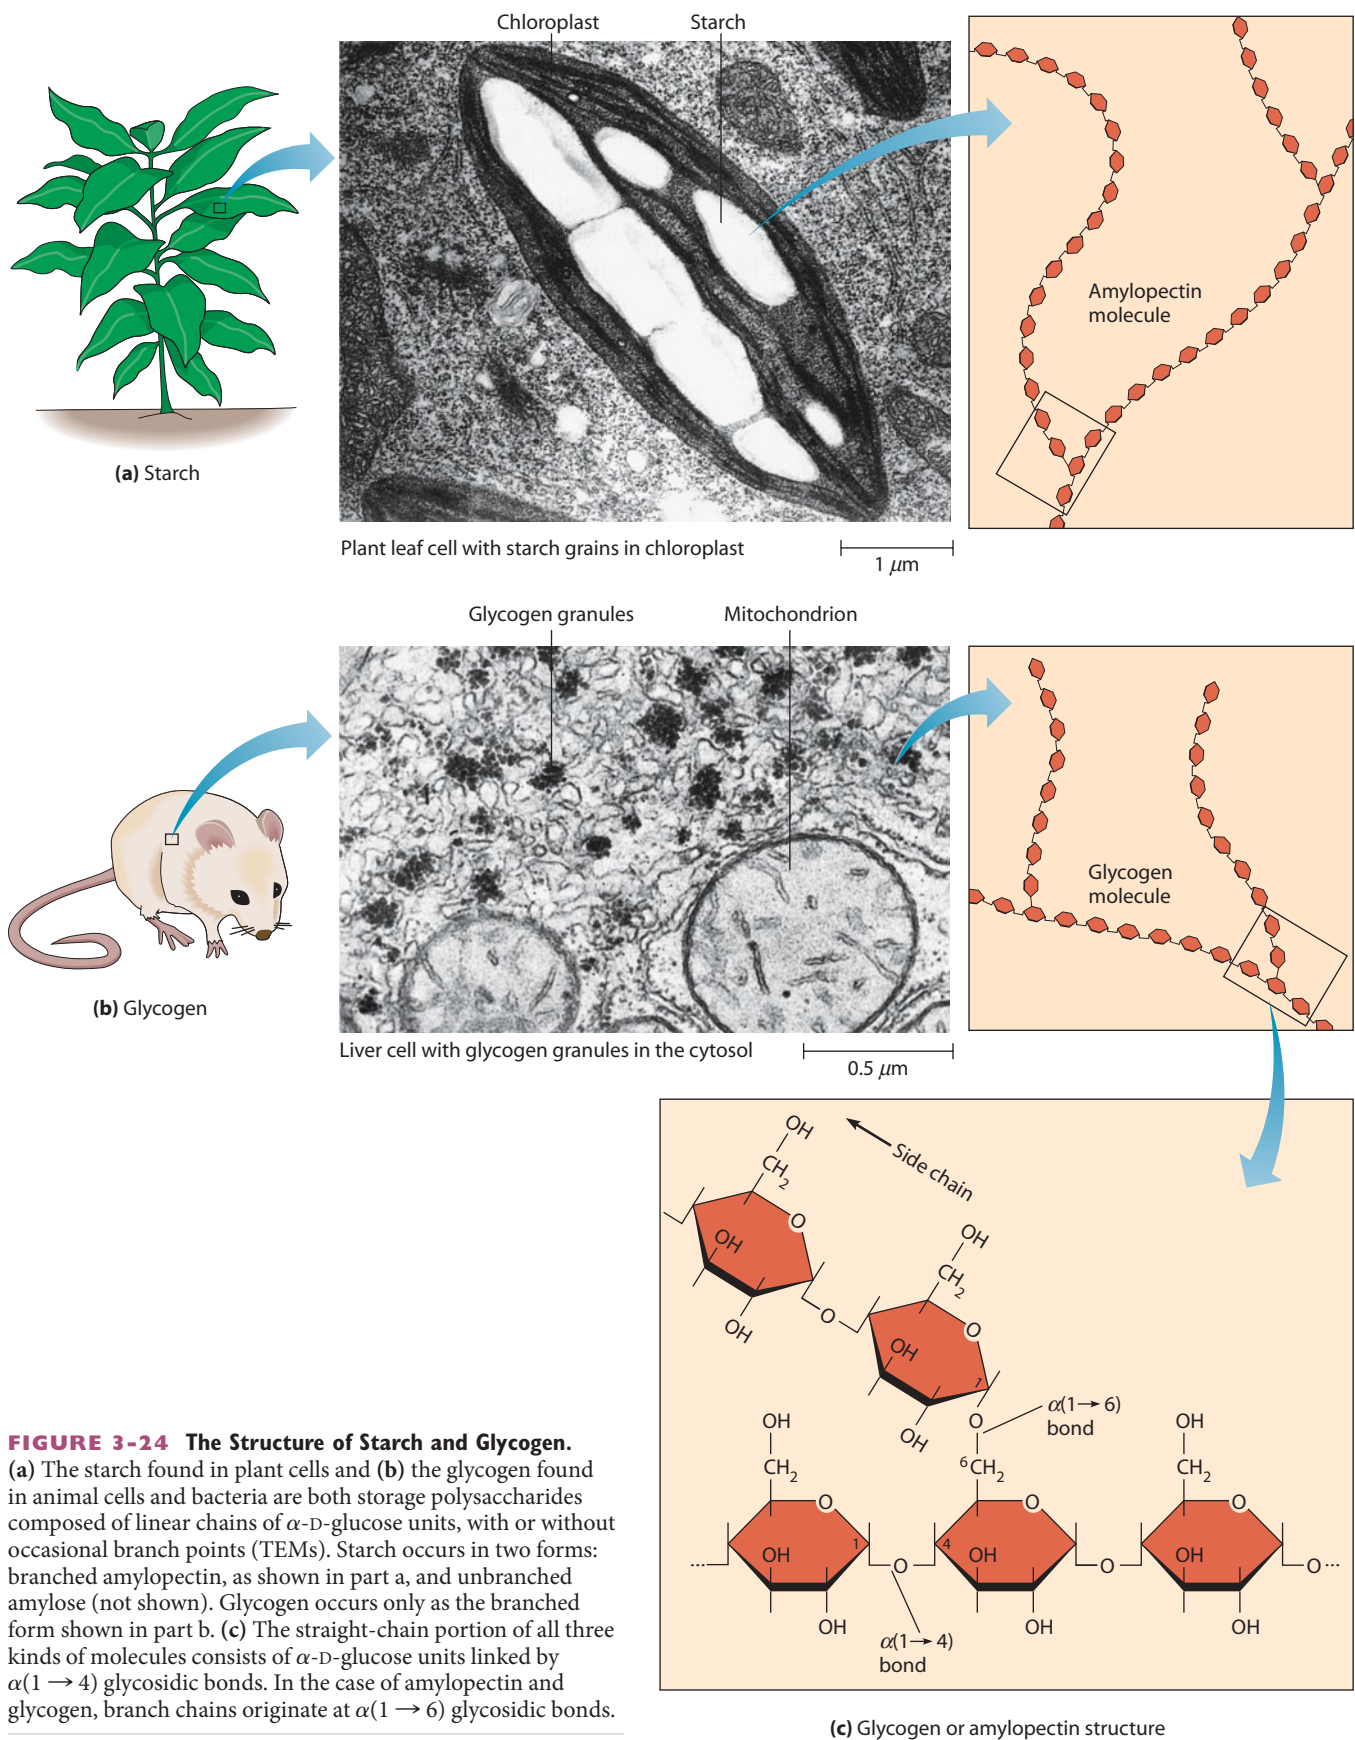 Chloroplast
Starch
Amylopectin
molecule
(a) Starch
Plant leaf cell with starch grains in chloroplast
1 μm
Glycogen granules
Mitochondrion
Glycogen
molecule
(b) Glycogen
Liver cell with glycogen granules in the cytosol
0.5 μm
OH
CH2
O
OH
OH
Side chain
O
OH
CH2
O
OH
1
OH
α(1→ 6)
bond
O
OH
6CH2
OH
CH2
CH2
O
O
O
OH
1
4
OH
OH
...
O
O
O ...
OH
OH
OH
α(1→ 4)
bond
(c) Glycogen or amylopectin structure
FIGURE 3-24 The Structure of Starch and Glycogen.
(a) The starch found in plant cells and (b) the glycogen found
in animal cells and bacteria are both storage polysaccharides
composed of linear chains of α-D-glucose units, with or without
occasional branch points (TEMs). Starch occurs in two forms:
branched amylopectin, as shown in part a, and unbranched
amylose (not shown). Glycogen occurs only as the branched
form shown in part b. (c) The straight-chain portion of all three
kinds of molecules consists of α-D-glucose units linked by
α(1 → 4) glycosidic bonds. In the case of amylopectin and
glycogen, branch chains originate at α(1 → 6) glycosidic bonds.